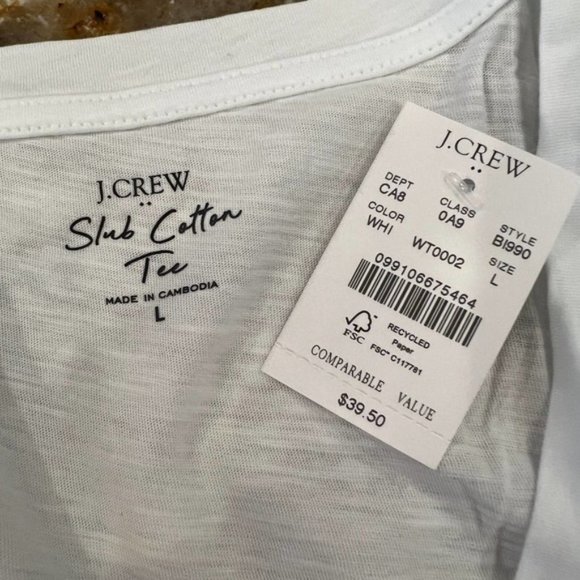 J.CREW
Slub Cotton
Tee
MADE IN CAMBODIA
L
J.CREW
DEPT CLASS STYLE
CA8 0A9 BI990
COLOR SIZE
WHI WT0002 L
099106675464
FSC
RECYCLED
Paper
FSC® C117781
COMPARABLE VALUE
$39.50